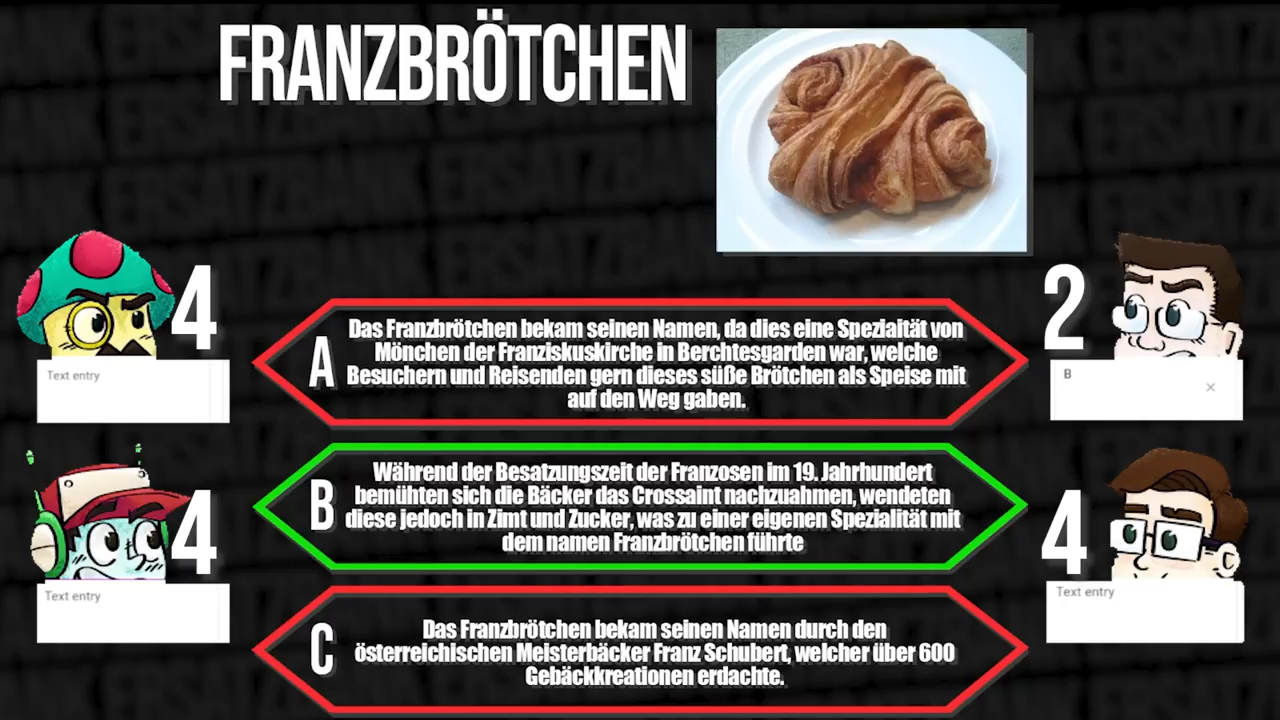 FRANZBRÖTCHEN
4
2
Text entry
B
A
Das Franzbrötchen bekam seinen Namen, da dies eine Spezialität von
Mönchen der Franziskuskirche in Berchtesgarden war, welche
Besuchern und Reisenden gern dieses süße Brötchen als Speise mit
auf den Weg gaben.
4
4
Text entry
Text entry
B
Während der Besatzungszeit der Franzosen im 19. Jahrhundert
bemühten sich die Bäcker das Crossaint nachzuahmen, wendeten
diese jedoch in Zimt und Zucker, was zu einer eigenen Spezialität mit
dem namen Franzbrötchen führte
C
Das Franzbrötchen bekam seinen Namen durch den
österreichischen Meisterbäcker Franz Schubert, welcher über 600
Gebäckkreationen erdachte.